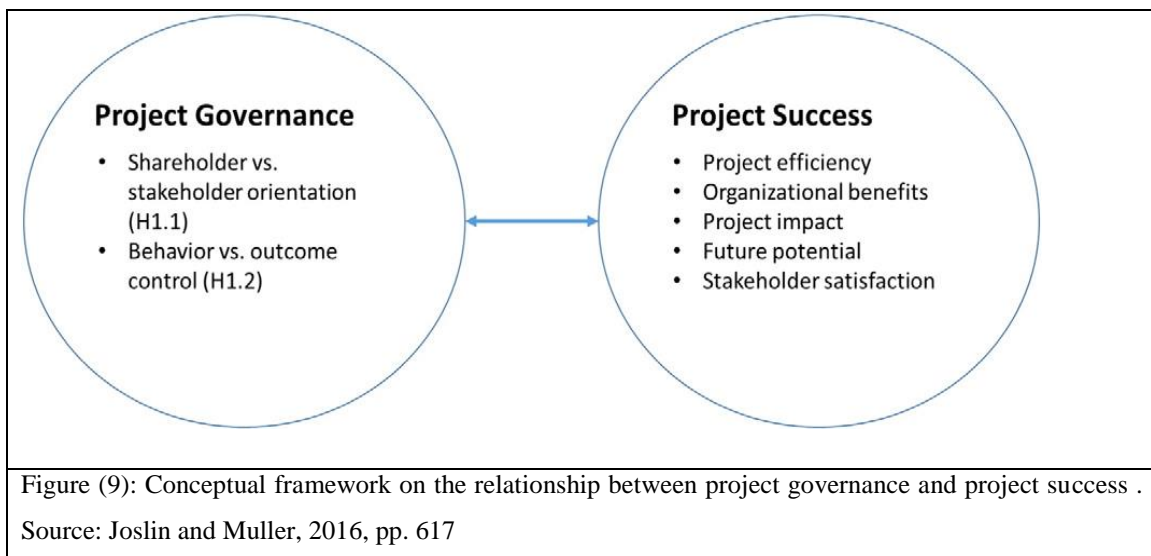 Project Governance
• Shareholder vs.
stakeholder orientation
(H1.1)
• Behavior vs. outcome
control (H1.2)
Project Success
• Project efficiency
• Organizational benefits
• Project impact
• Future potential
• Stakeholder satisfaction
Figure (9): Conceptual framework on the relationship between project governance and project success .
Source: Joslin and Muller, 2016, pp. 617